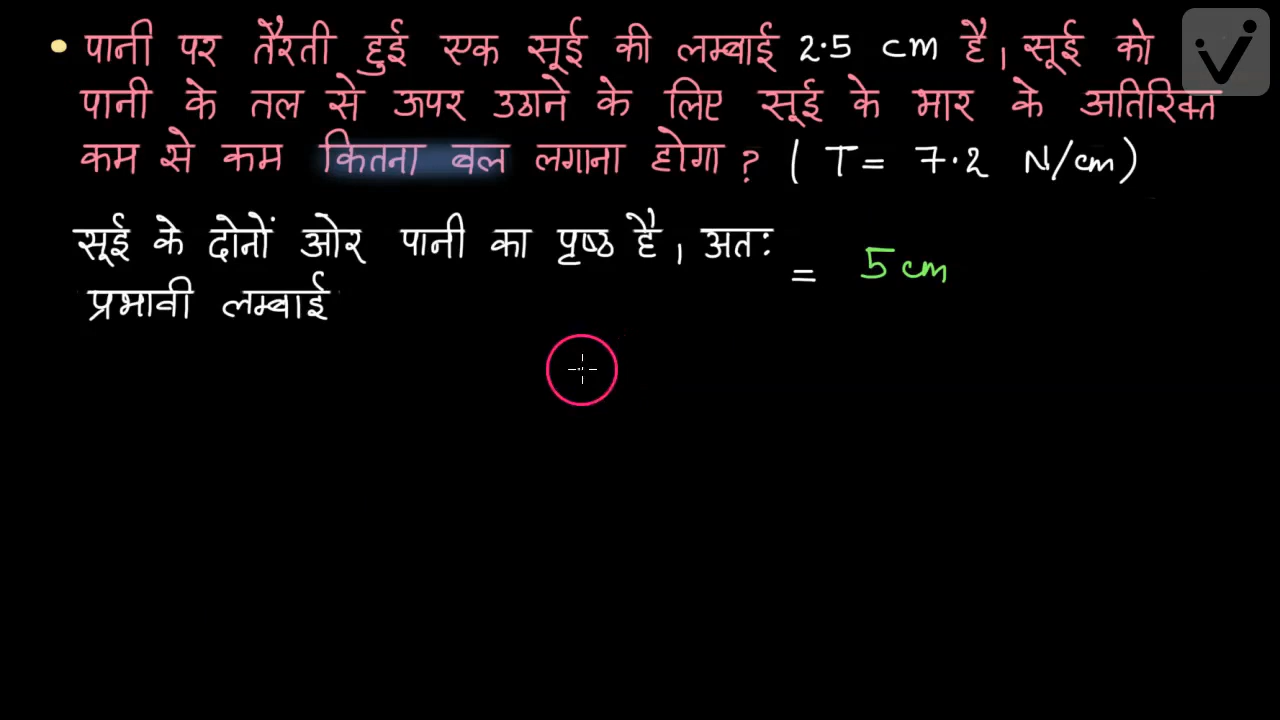 पानी पर तैरती हुई एक सूई की लम्बाई 2.5 cm है, सूई को
पानी के तल से ऊपर उठाने के लिए सूई के भार के अतिरिक्त
कम से कम कितना बल लगाना होगा? (T = 7.2 N/cm)
सूई के दोनों ओर पानी का पृष्ठ है, अतः
प्रभावी लम्बाई = 5 cm